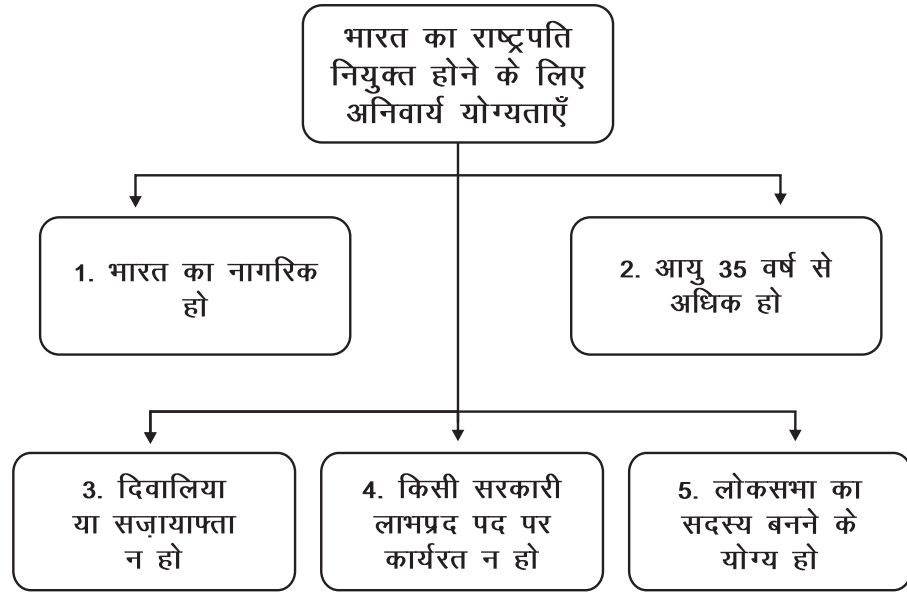 भारत का राष्ट्रपति
नियुक्त होने के लिए
अनिवार्य योग्यताएँ
1. भारत का नागरिक
हो
2. आयु 35 वर्ष से
अधिक हो
3. दिवालिया
या सज़ायाफ्ता
न हो
4. किसी सरकारी
लाभप्रद पद पर
कार्यरत न हो
5. लोकसभा का
सदस्य बनने के
योग्य हो